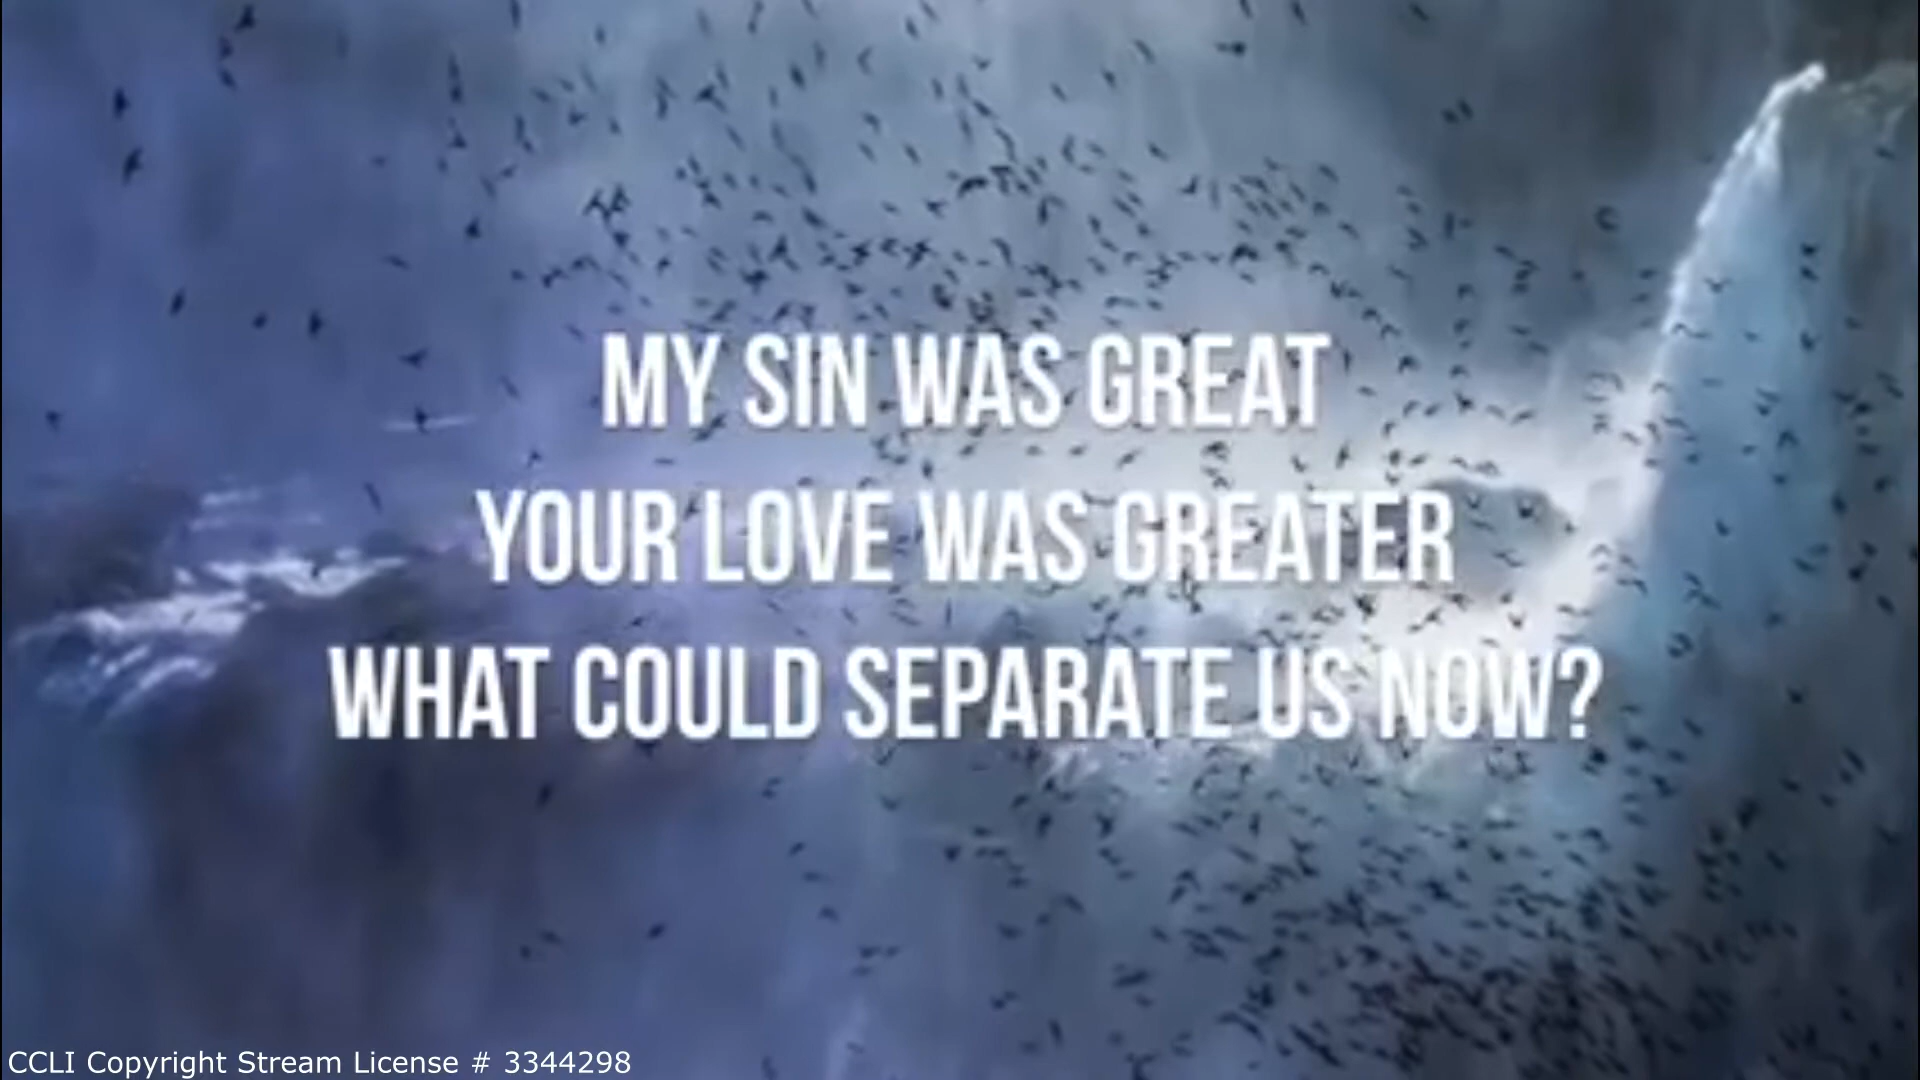 MY SIN WAS GREAT
YOUR LOVE WAS GREATER
WHAT COULD SEPARATE US NOW?
CCLI Copyright Stream License # 3344298